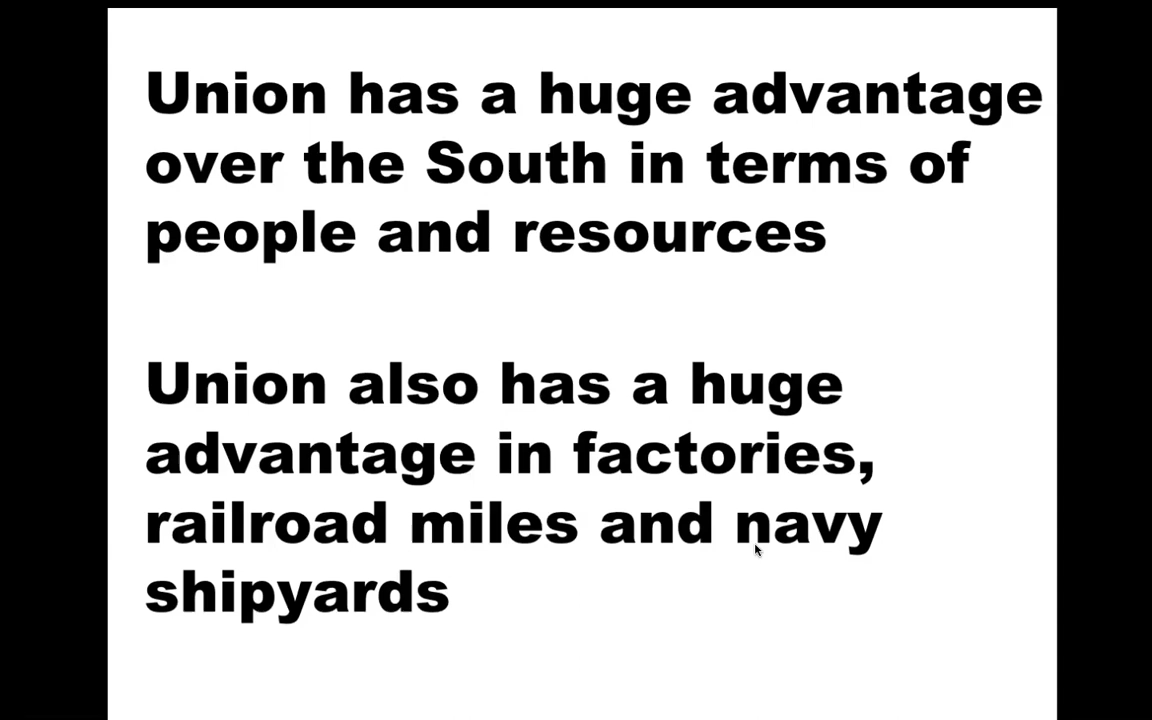 Union has a huge advantage
over the South in terms of
people and resources
Union also has a huge
advantage in factories,
railroad miles and navy
shipyards